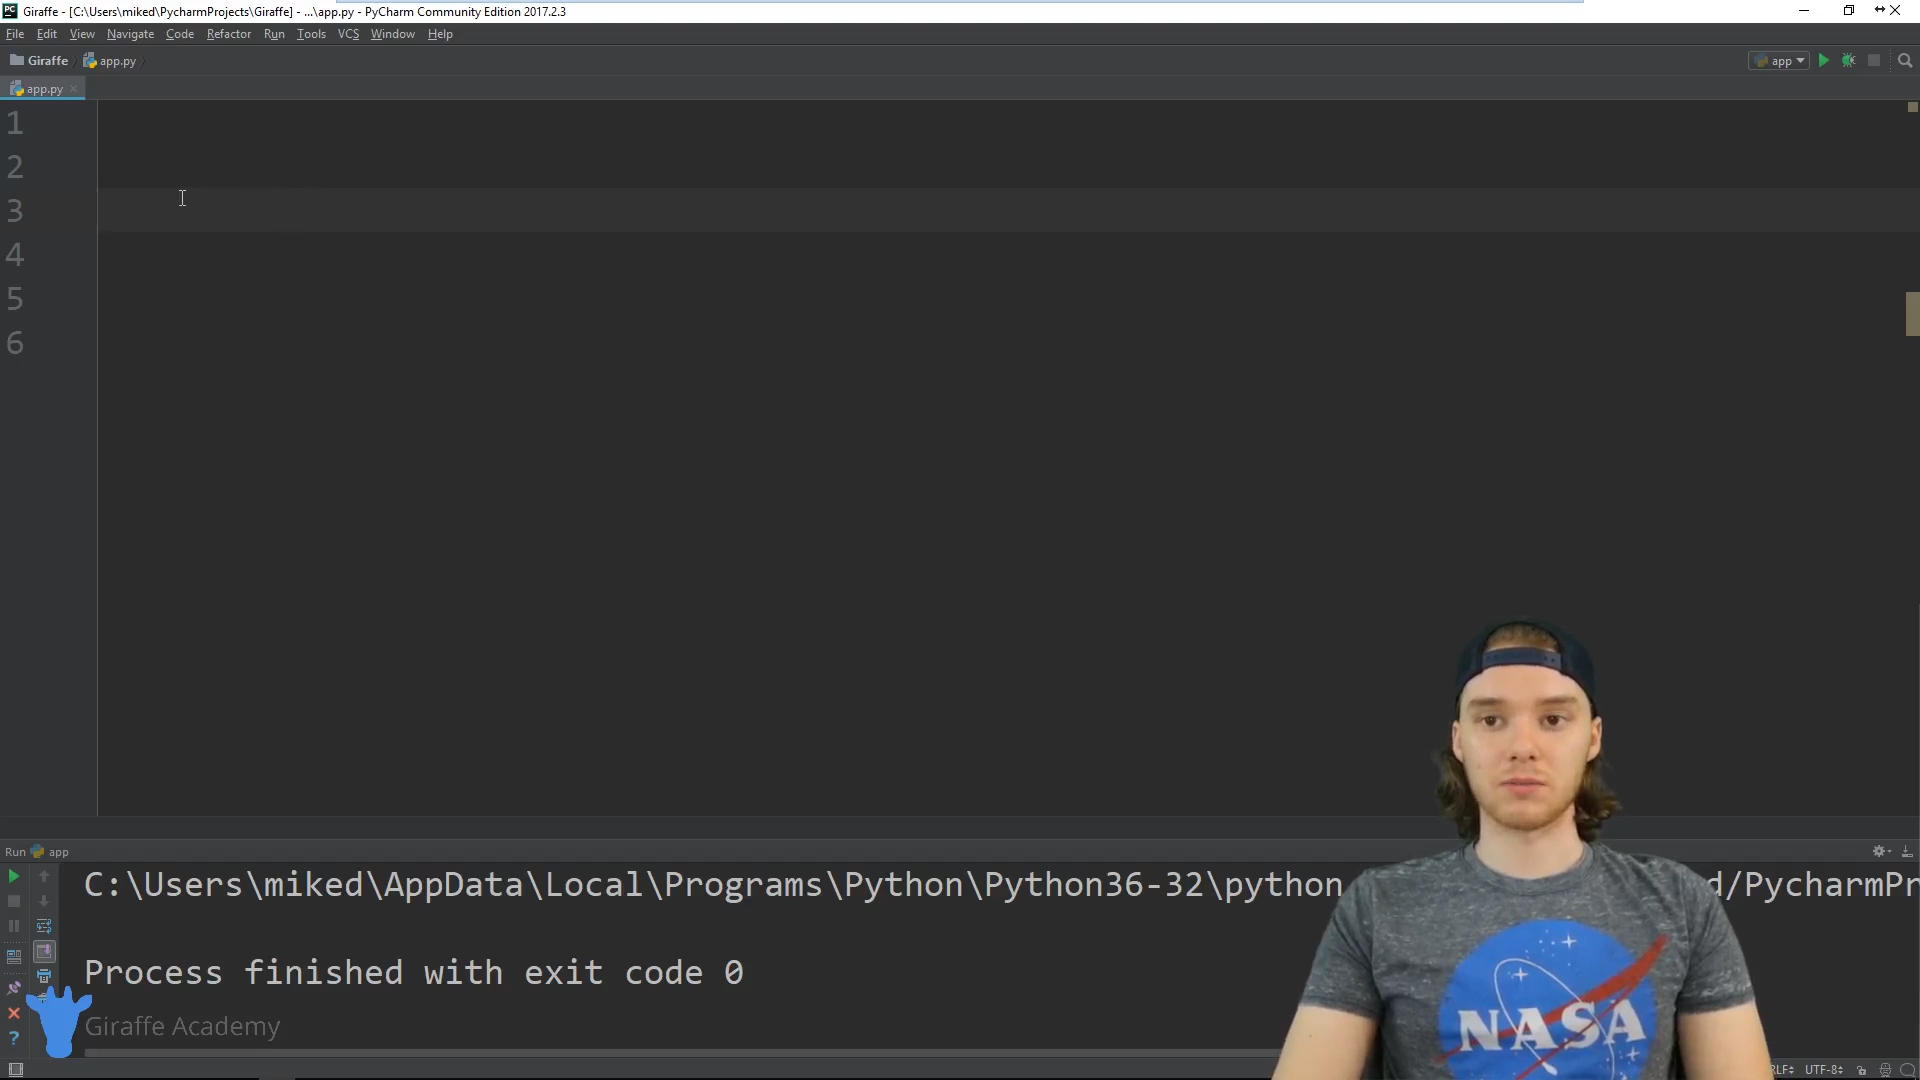 Giraffe - [C:\Users\miked\PycharmProjects\Giraffe] - ...\app.py - PyCharm Community Edition 2017.2.3
File Edit View Navigate Code Refactor Run Tools VCS Window Help
Giraffe app.py app
app.py
1
2
3
4
5
6
Run app
C:\Users\miked\AppData\Local\Programs\Python\Python36-32\python d/PycharmPr
Process finished with exit code 0
Giraffe Academy
NASA
UTF-8